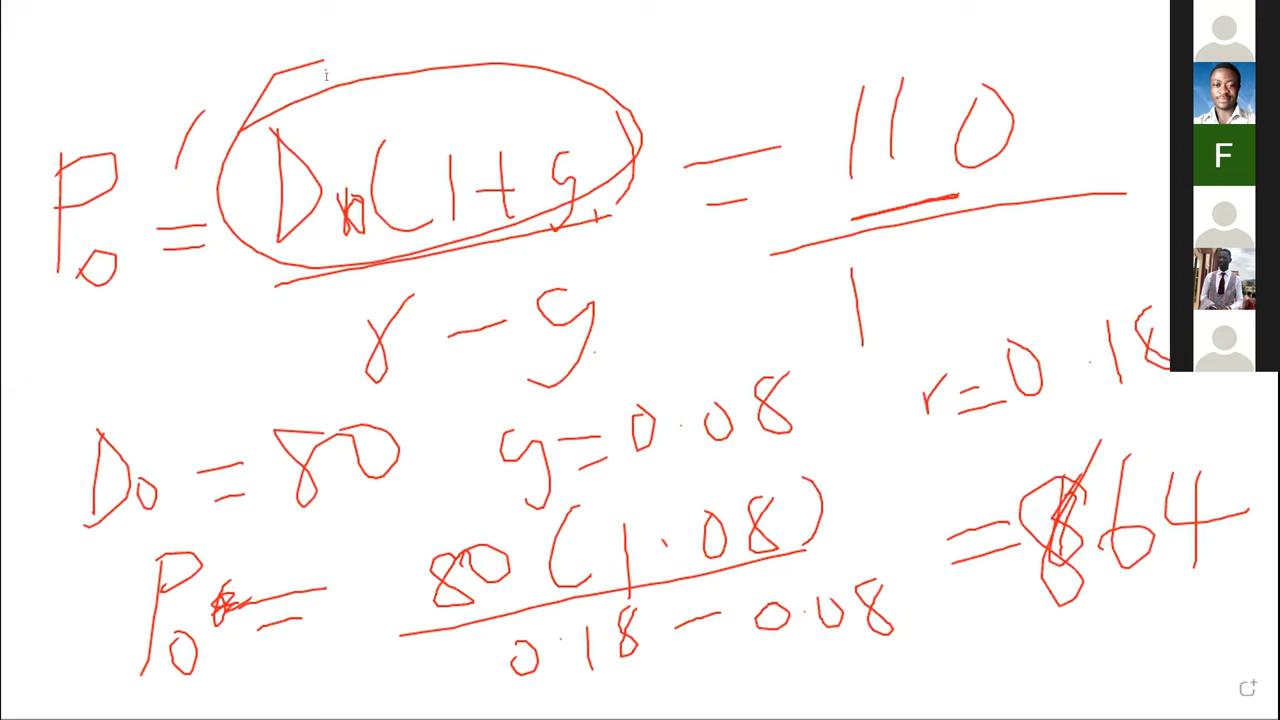 P₀ = D₀(1+g) / r - g = 110 / 1
r = 0.18
D₀ = 80 g = 0.08
P₀ = 80(1.08) / 0.18 - 0.08 = 864
F